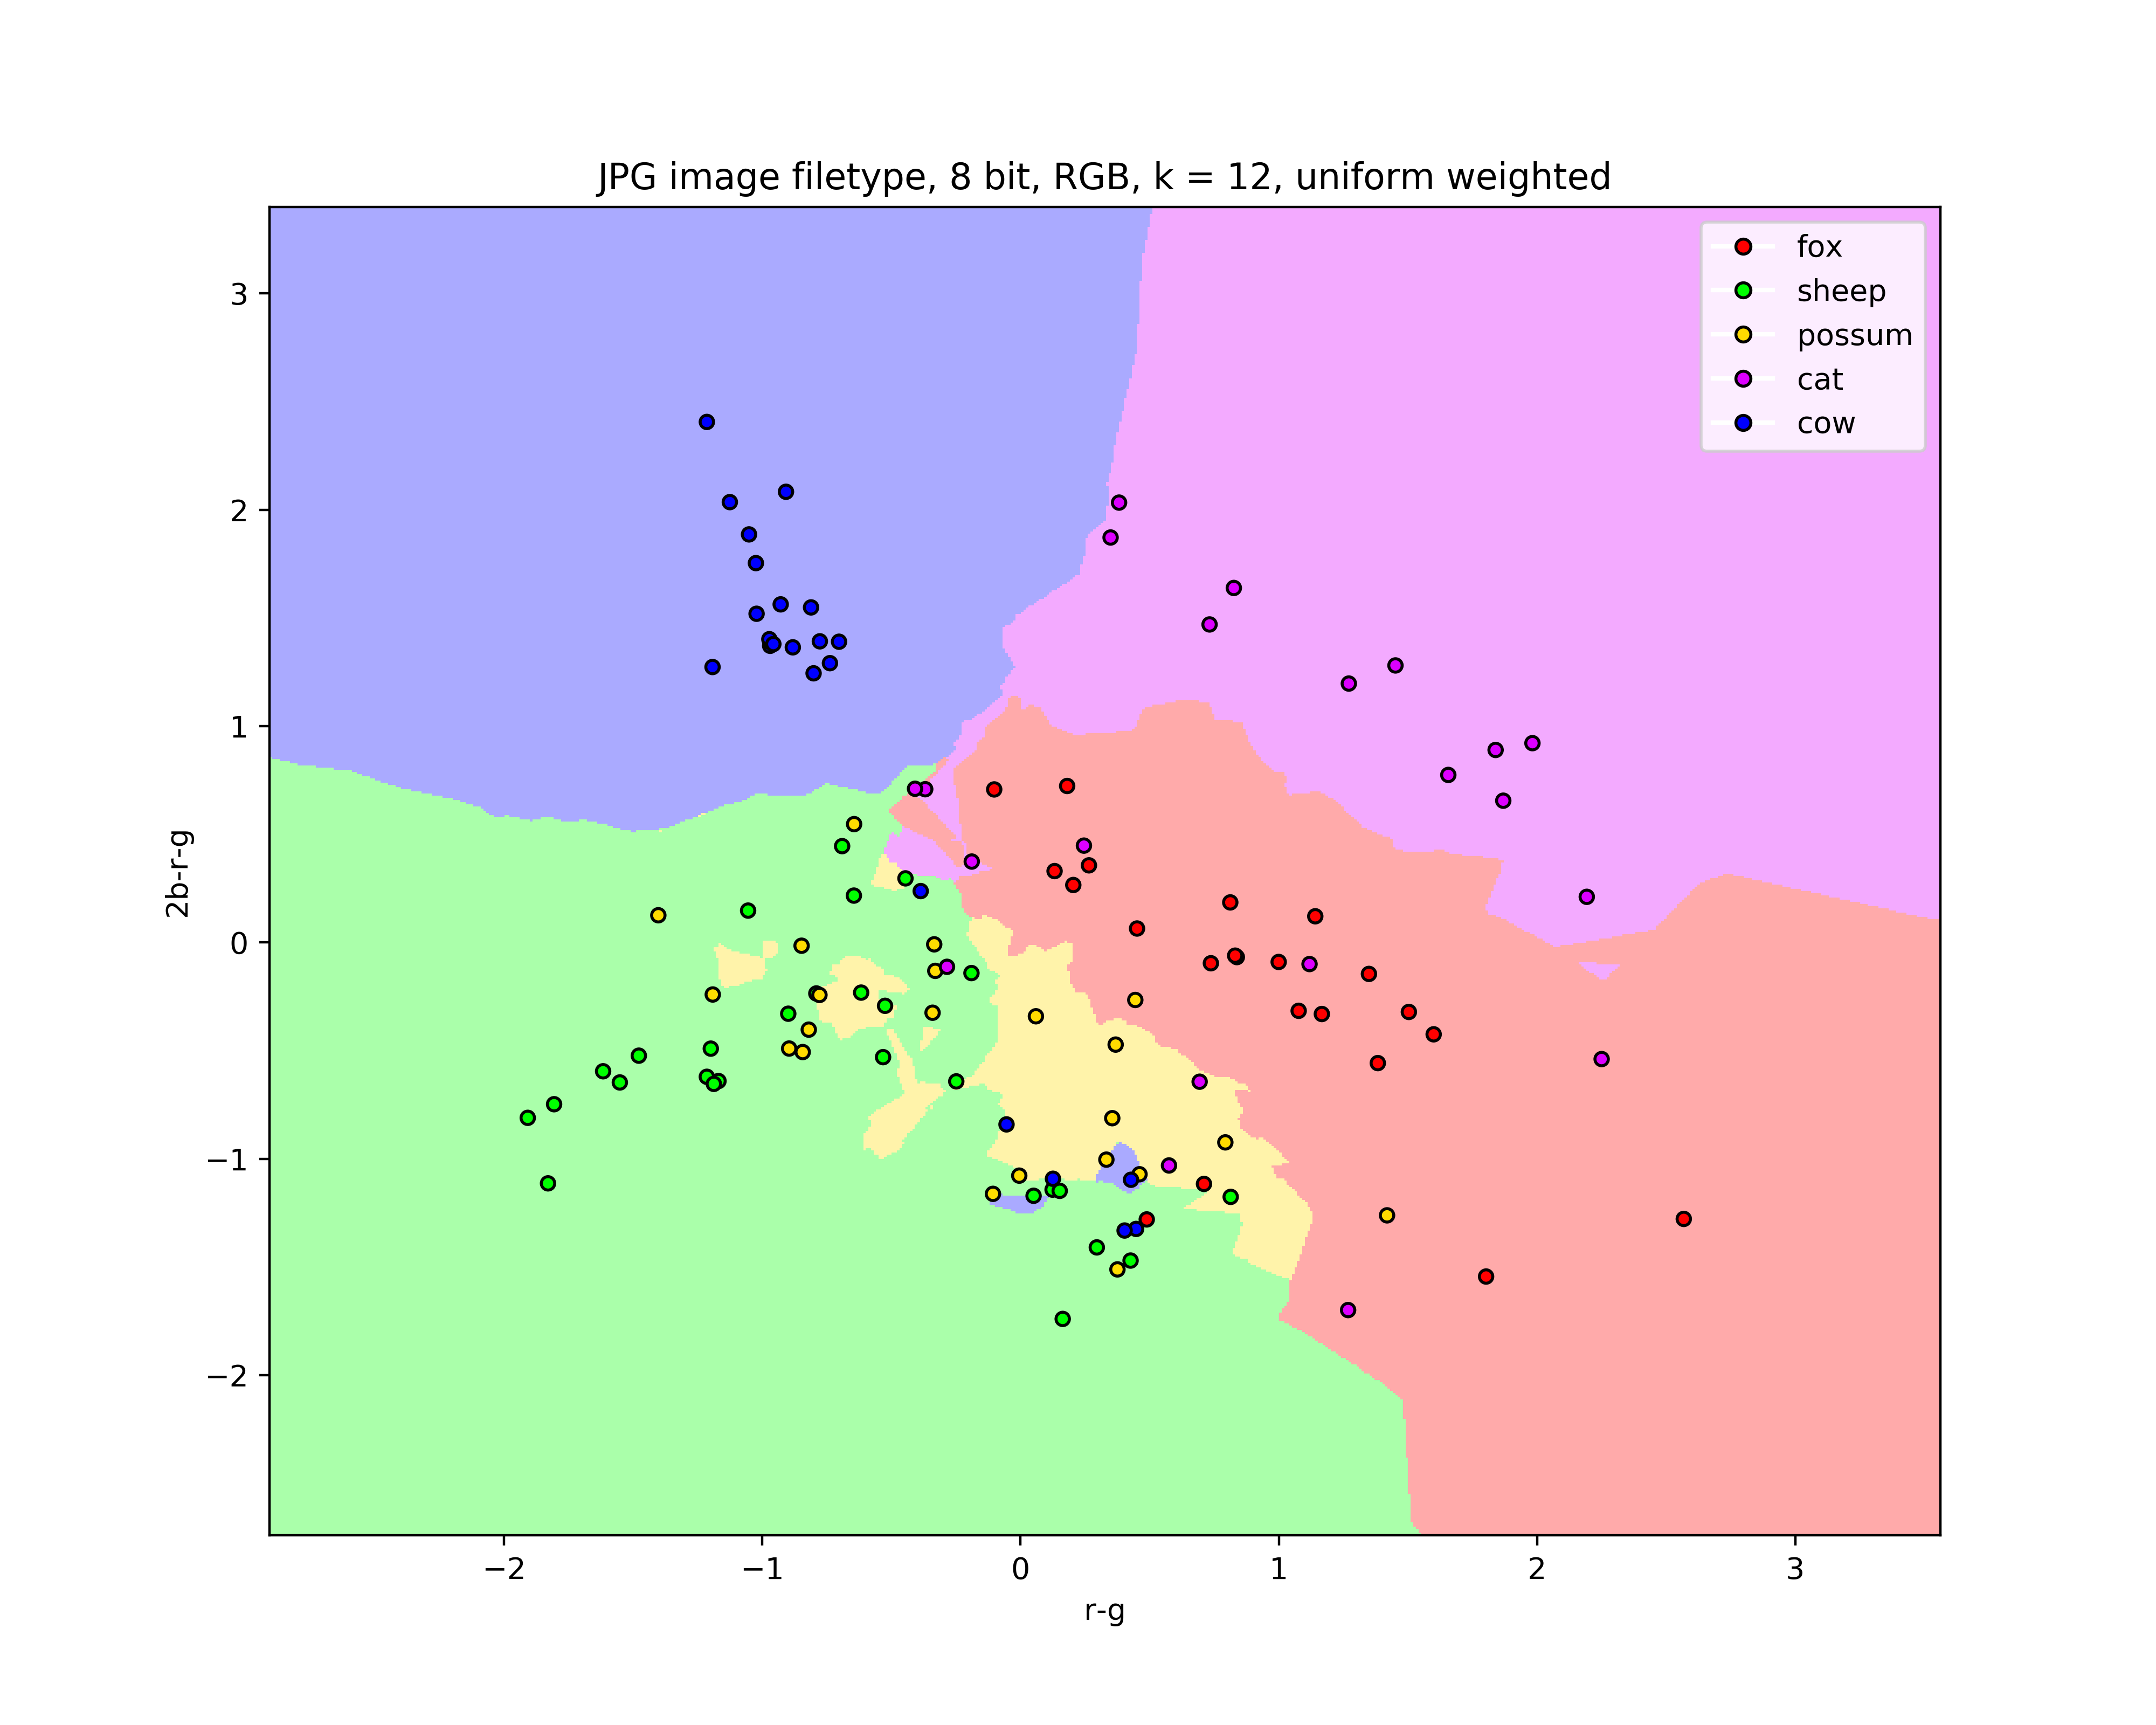 JPG image filetype, 8 bit, RGB, k = 12, uniform weighted
fox
sheep
possum
cat
cow
3
2
1
0
−1
−2
2b-r-g
−2
−1
0
1
2
3
r-g